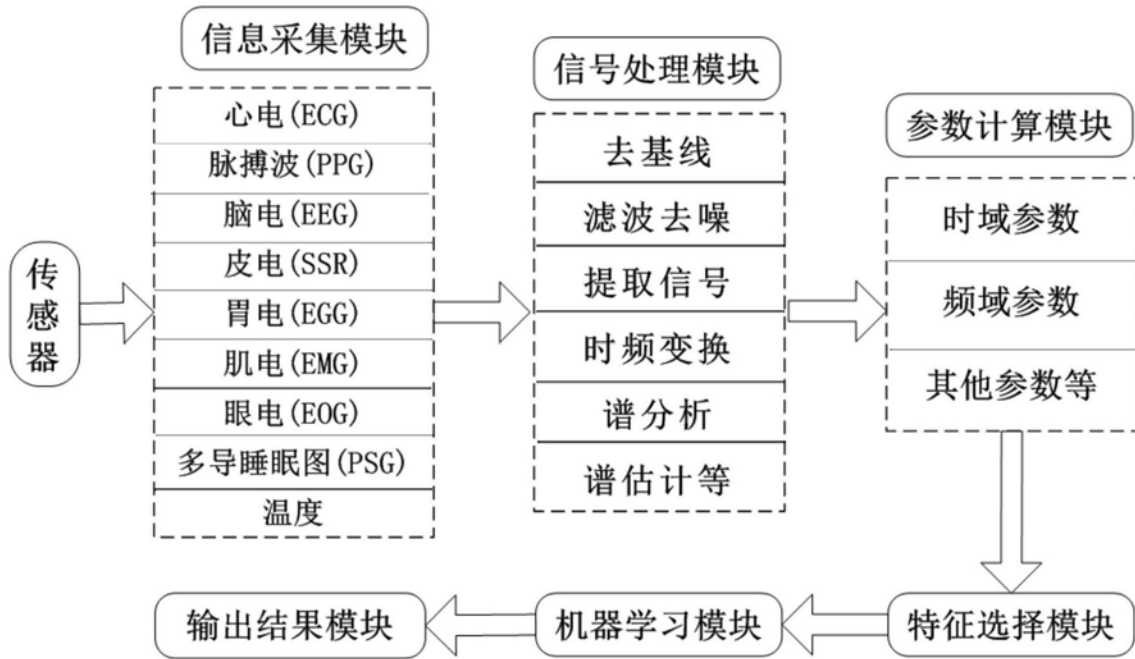 传感器
信息采集模块
心电(ECG)
脉搏波(PPG)
脑电(EEG)
皮电(SSR)
胃电(EGG)
肌电(EMG)
眼电(EOG)
多导睡眠图(PSG)
温度
信号处理模块
去基线
滤波去噪
提取信号
时频变换
谱分析
谱估计等
参数计算模块
时域参数
频域参数
其他参数等
特征选择模块
机器学习模块
输出结果模块